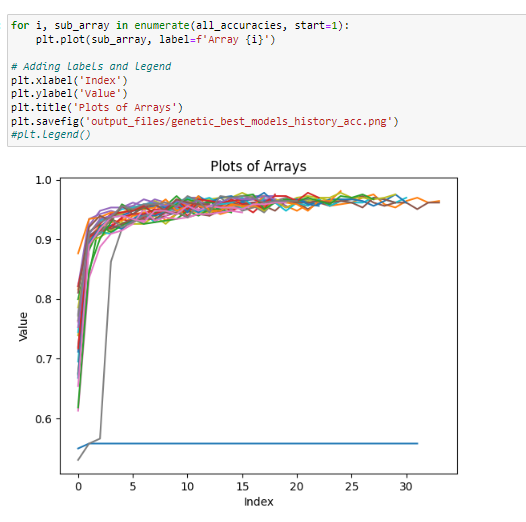 for i, sub_array in enumerate(all_accuracies, start=1):
    plt.plot(sub_array, label=f'Array {i}')
# Adding labels and legend
plt.xlabel('Index')
plt.ylabel('Value')
plt.title('Plots of Arrays')
plt.savefig('output_files/genetic_best_models_history_acc.png')
#plt.legend()
Plots of Arrays
1.0
0.9
0.8
0.7
0.6
Value
0 5 10 15 20 25 30
Index